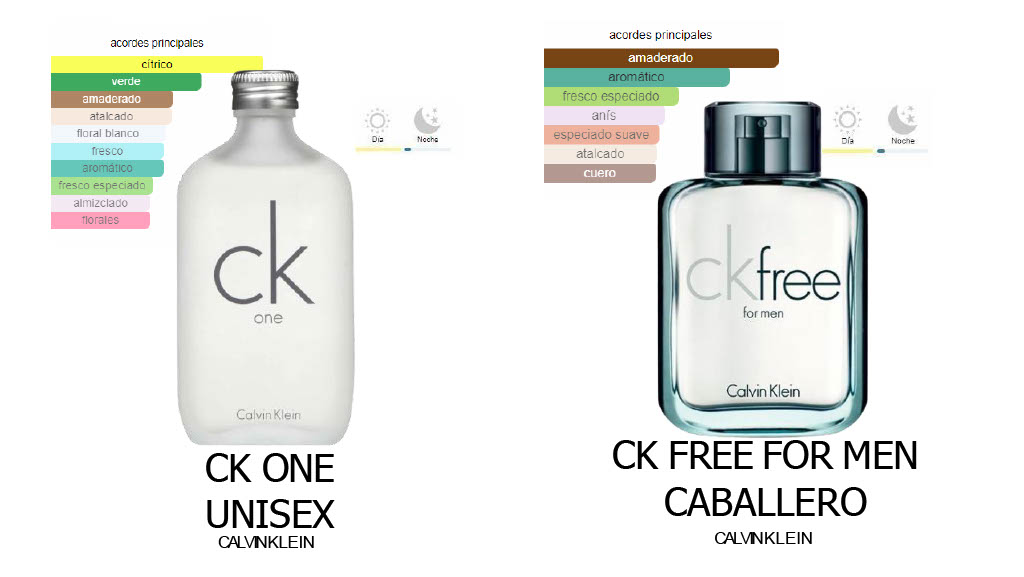 acordes principales
cítrico
verde
amaderado
atalcado
floral blanco
fresco
aromático
fresco especiado
almizclado
florales
Día
Noche
ck
one
Calvin Klein
CK ONE
UNISEX
CALVINKLEIN
acordes principales
amaderado
aromático
fresco especiado
anís
especiado suave
atalcado
cuero
Día
Noche
ckfree
for men
Calvin Klein
CK FREE FOR MEN
CABALLERO
CALVINKLEIN